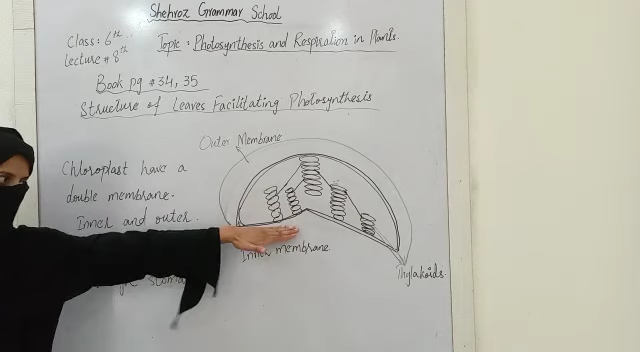 Shehroz Grammar School
Class: 6th
Topic: Photosynthesis and Respiration in Plants.
Lecture # 8th
Book pg # 34, 35
Structure of Leaves Facilitating Photosynthesis
Outer Membrane
Chloroplast have a
double membrane.
Inner and outer.
Inner membrane.
Thylakoids.